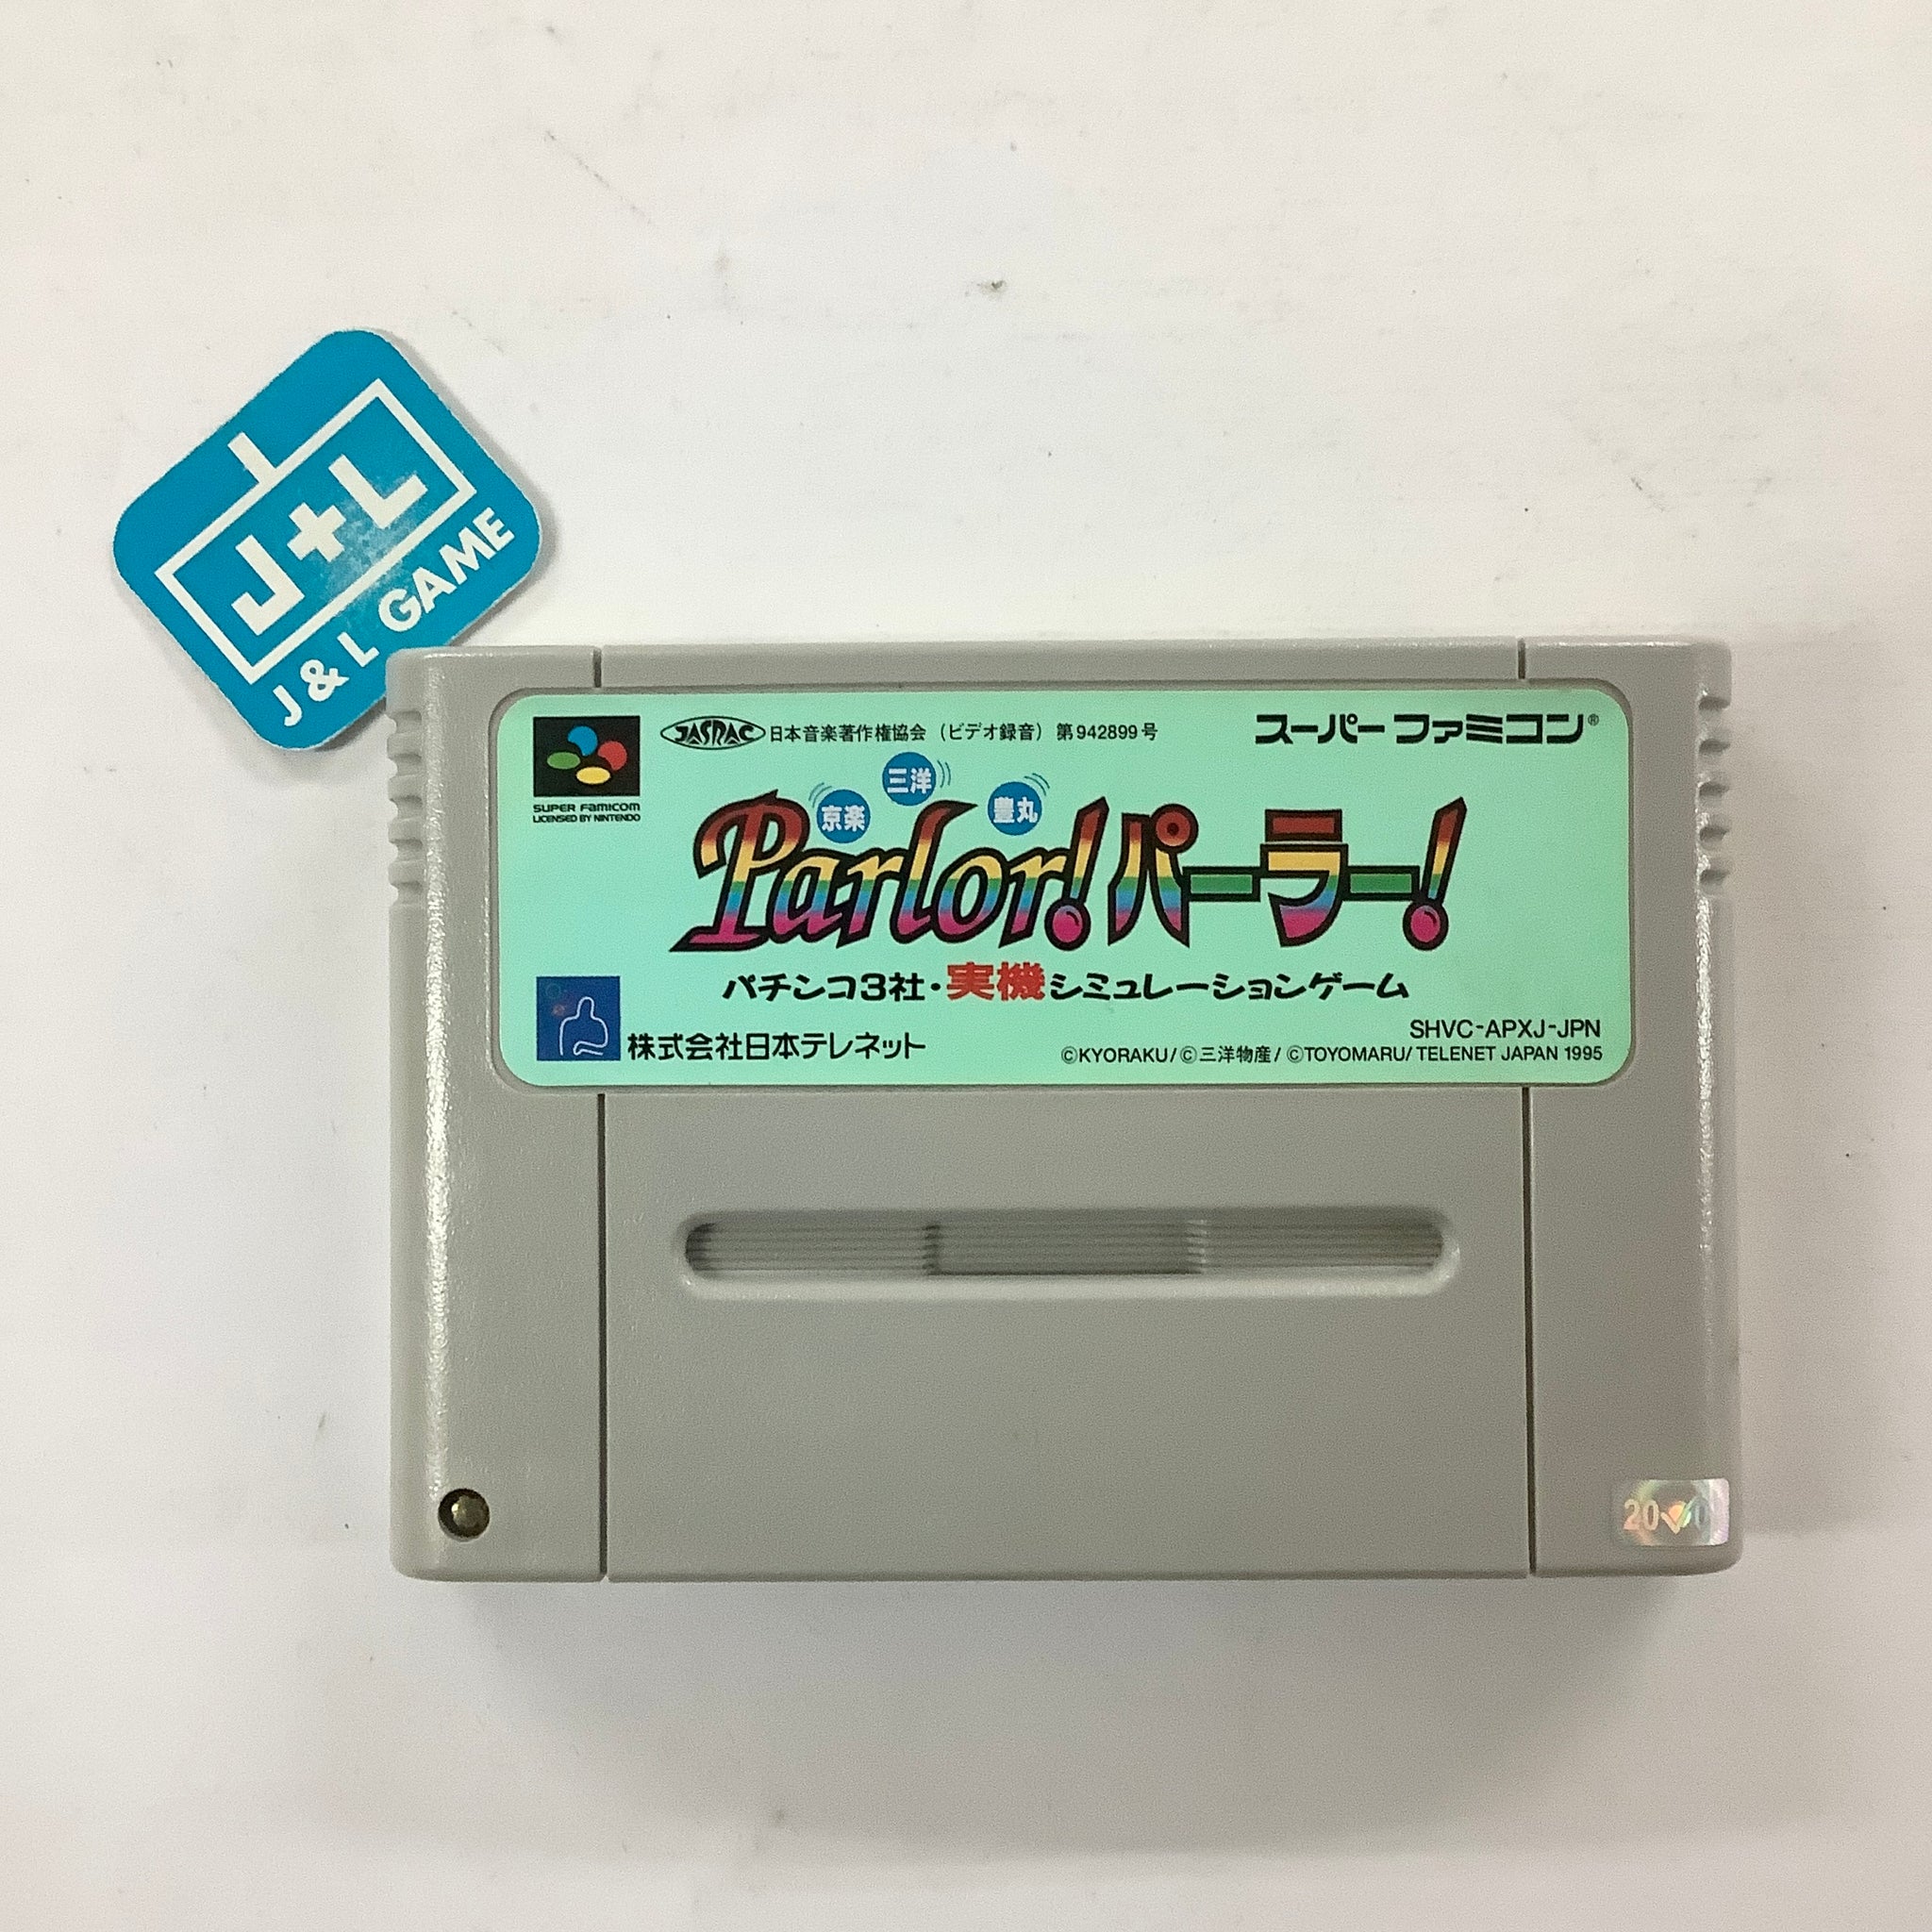 J+L
J & L GAME
SUPER FAMICOM
LICENSED BY NINTENDO
JASRAC 日本音楽著作権協会（ビデオ録音）第942899号
スーパーファミコン®
京楽
三洋
豊丸
Parlor! パーラー!
パチンコ3社・実機シミュレーションゲーム
株式会社日本テレネット
SHVC-APXJ-JPN
©KYORAKU/©三洋物産/©TOYOMARU/TELENET JAPAN 1995